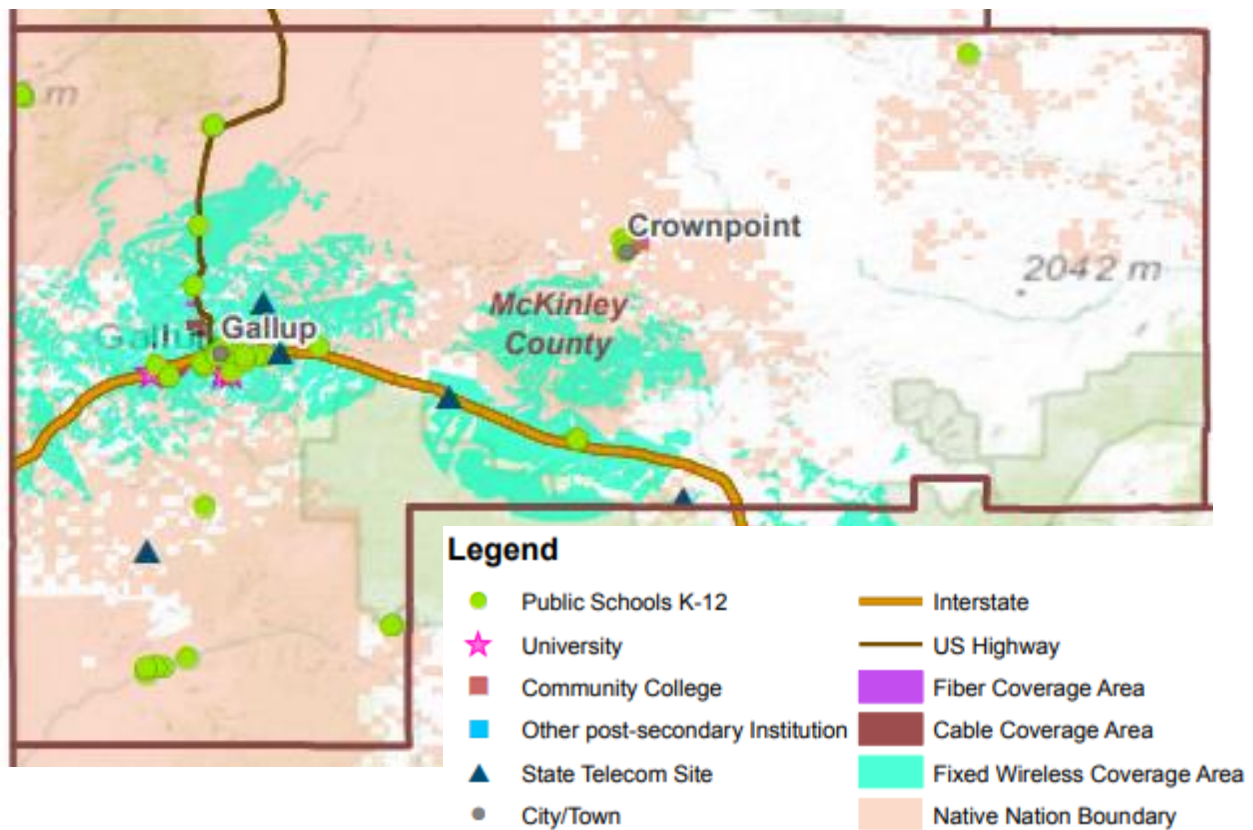 m
Crownpoint
2042 m
McKinley
County
Gallup
Gallup
Legend
Public Schools K-12
University
Community College
Other post-secondary Institution
State Telecom Site
City/Town
Interstate
US Highway
Fiber Coverage Area
Cable Coverage Area
Fixed Wireless Coverage Area
Native Nation Boundary